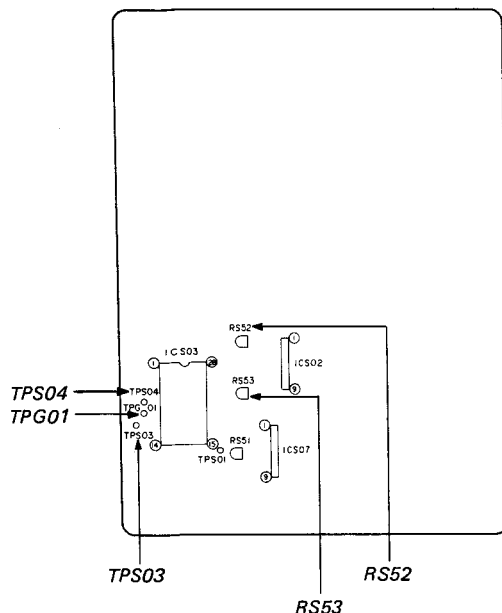 RS52
1
ICS03
1
28
ICS02
TPS04
TPS04
RS53
9
TPG01
TPG01
1
TPS03
RS51
14
15
TPS01
ICS07
9
TPS03
RS52
RS53